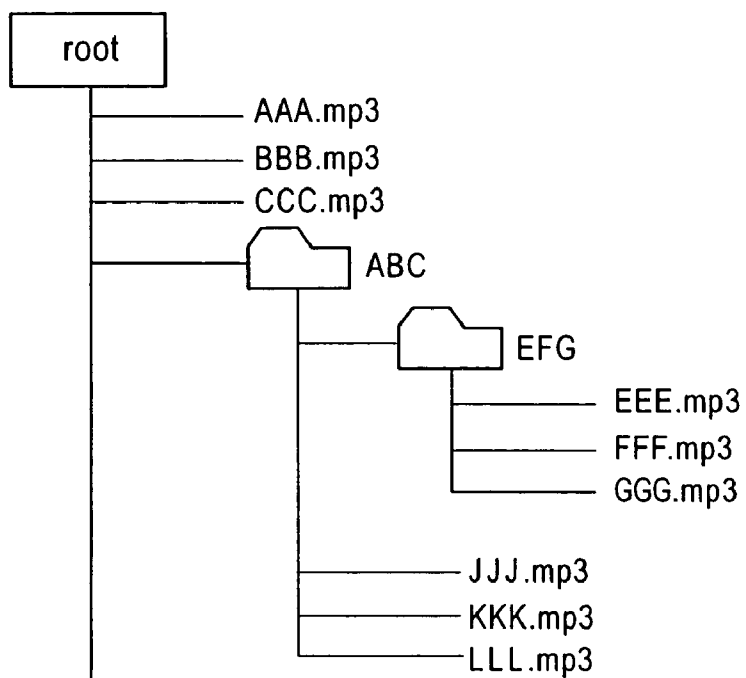 root
AAA.mp3
BBB.mp3
CCC.mp3
ABC
EFG
EEE.mp3
FFF.mp3
GGG.mp3
JJJ.mp3
KKK.mp3
LLL.mp3